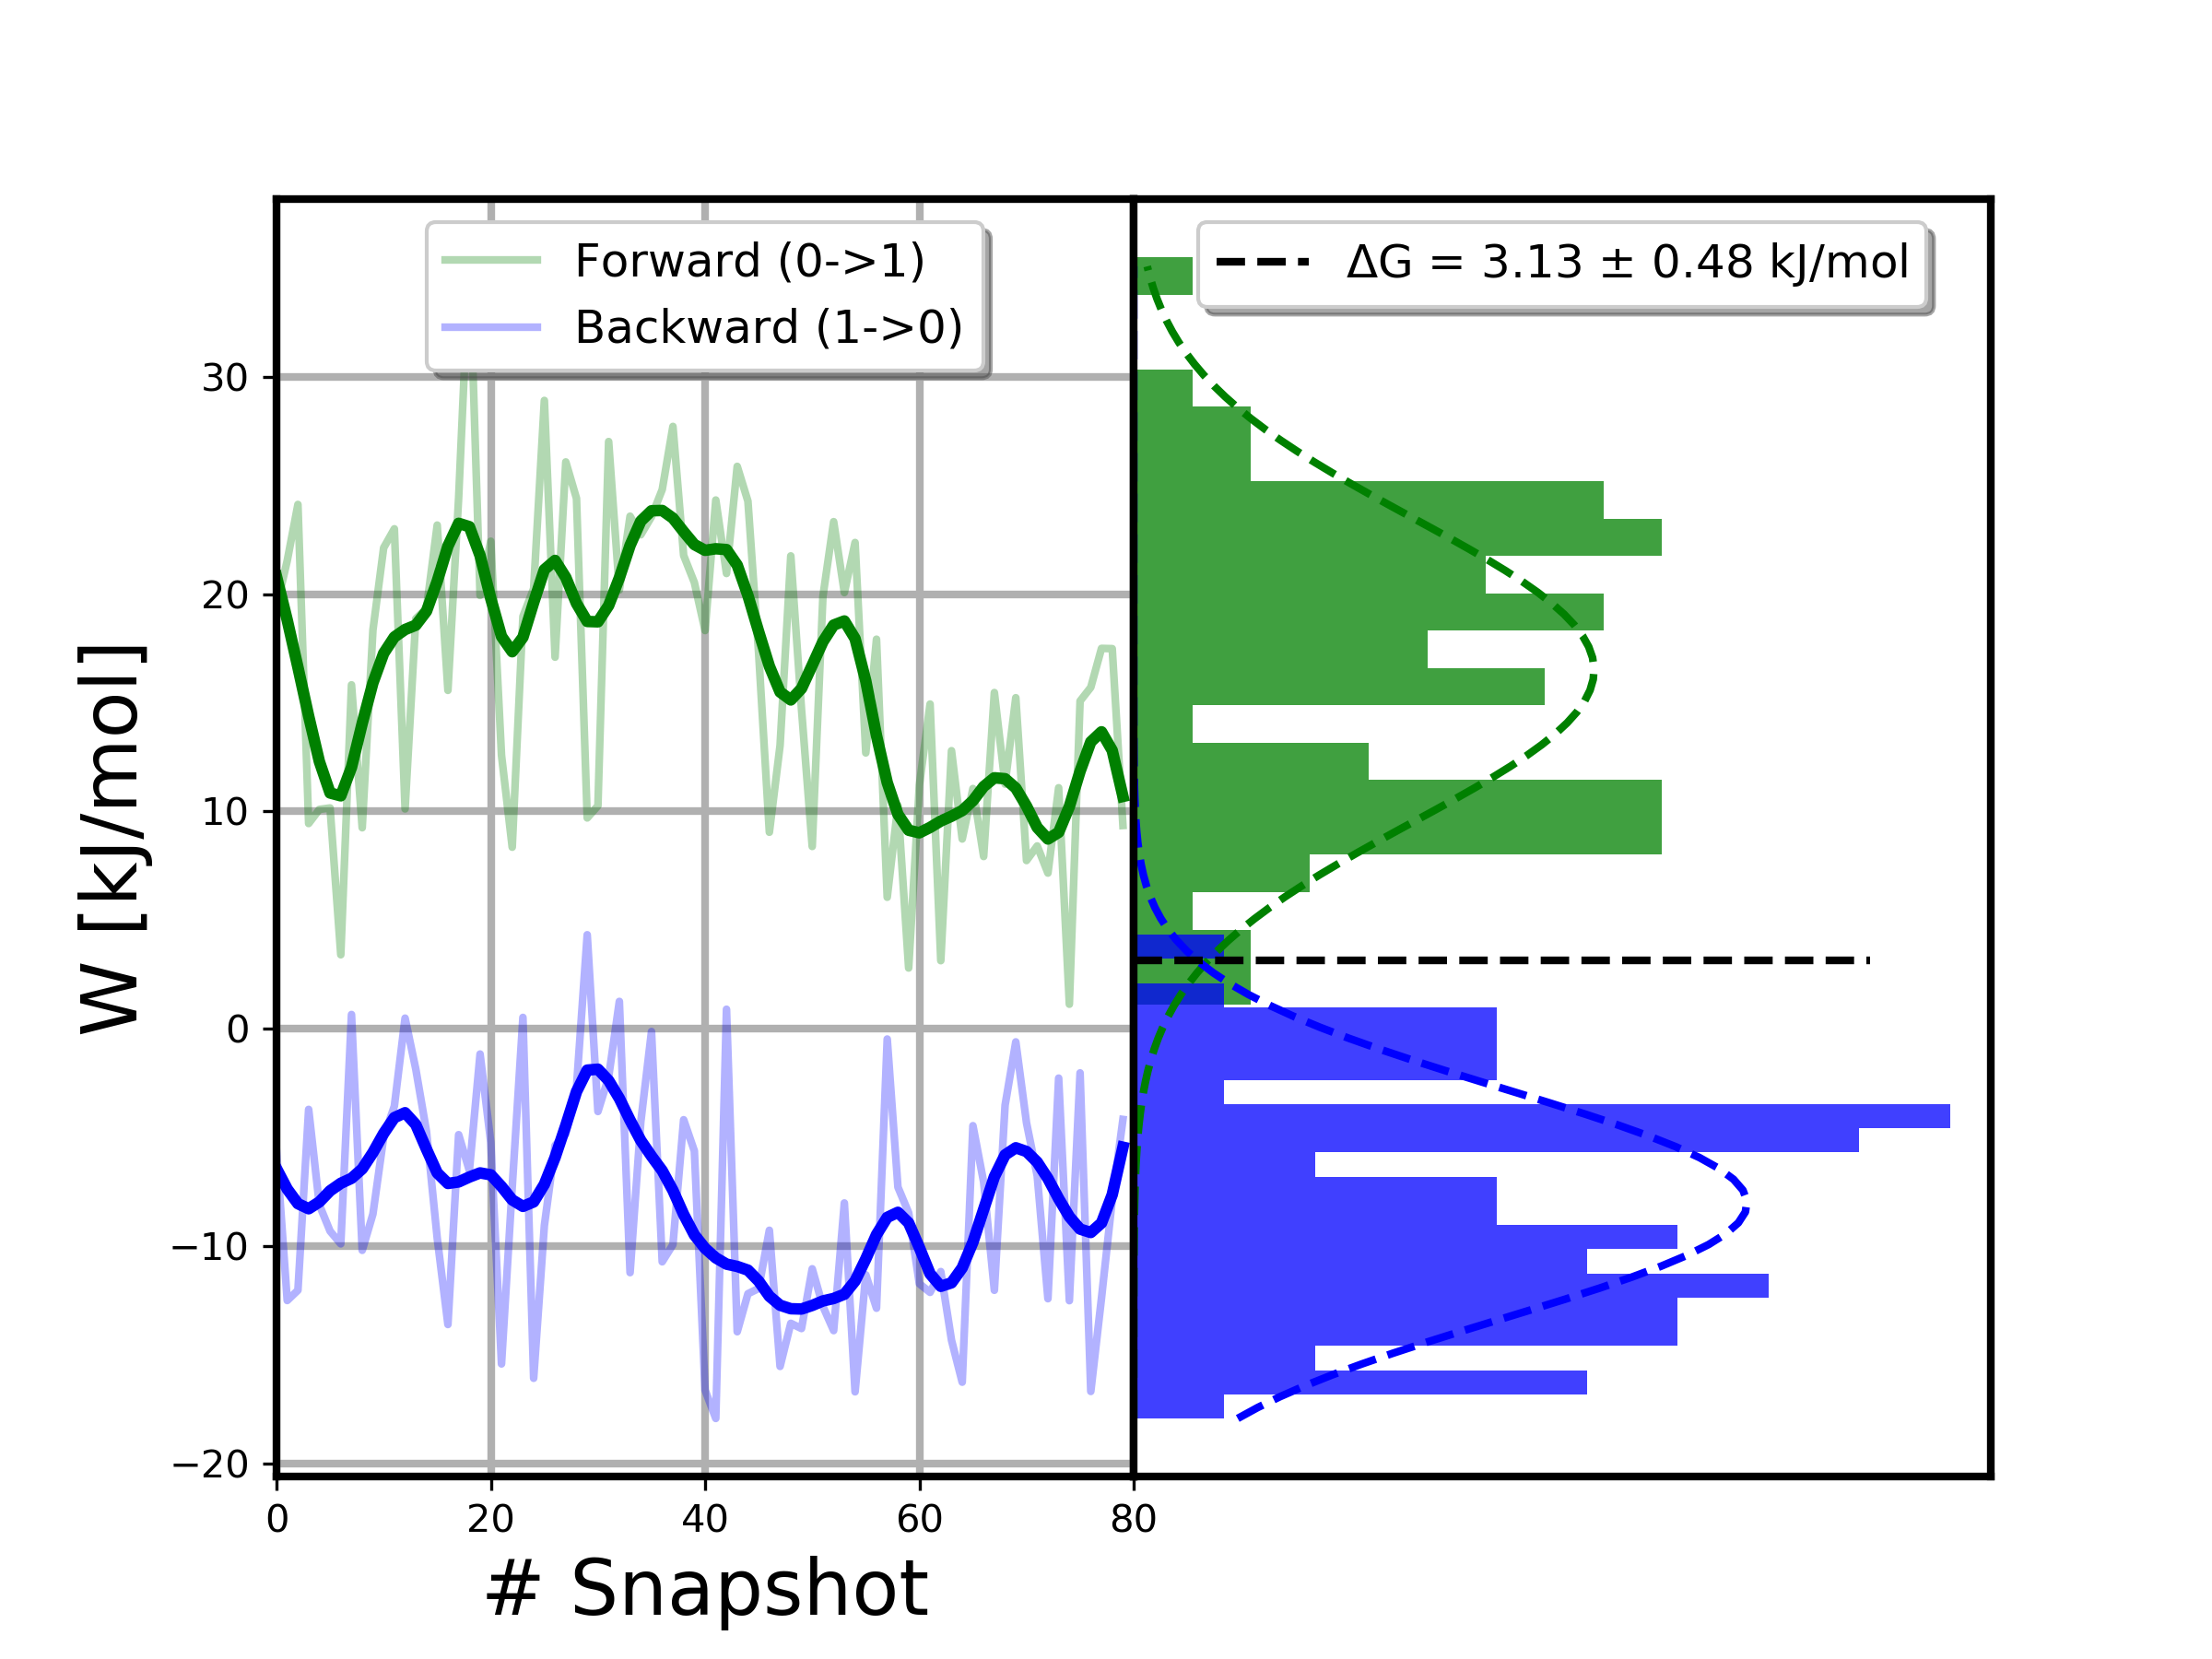 Forward (0->1)
Backward (1->0)
ΔG = 3.13 ± 0.48 kJ/mol
W [kJ/mol]
30
20
10
0
−10
−20
0
20
40
60
80
# Snapshot